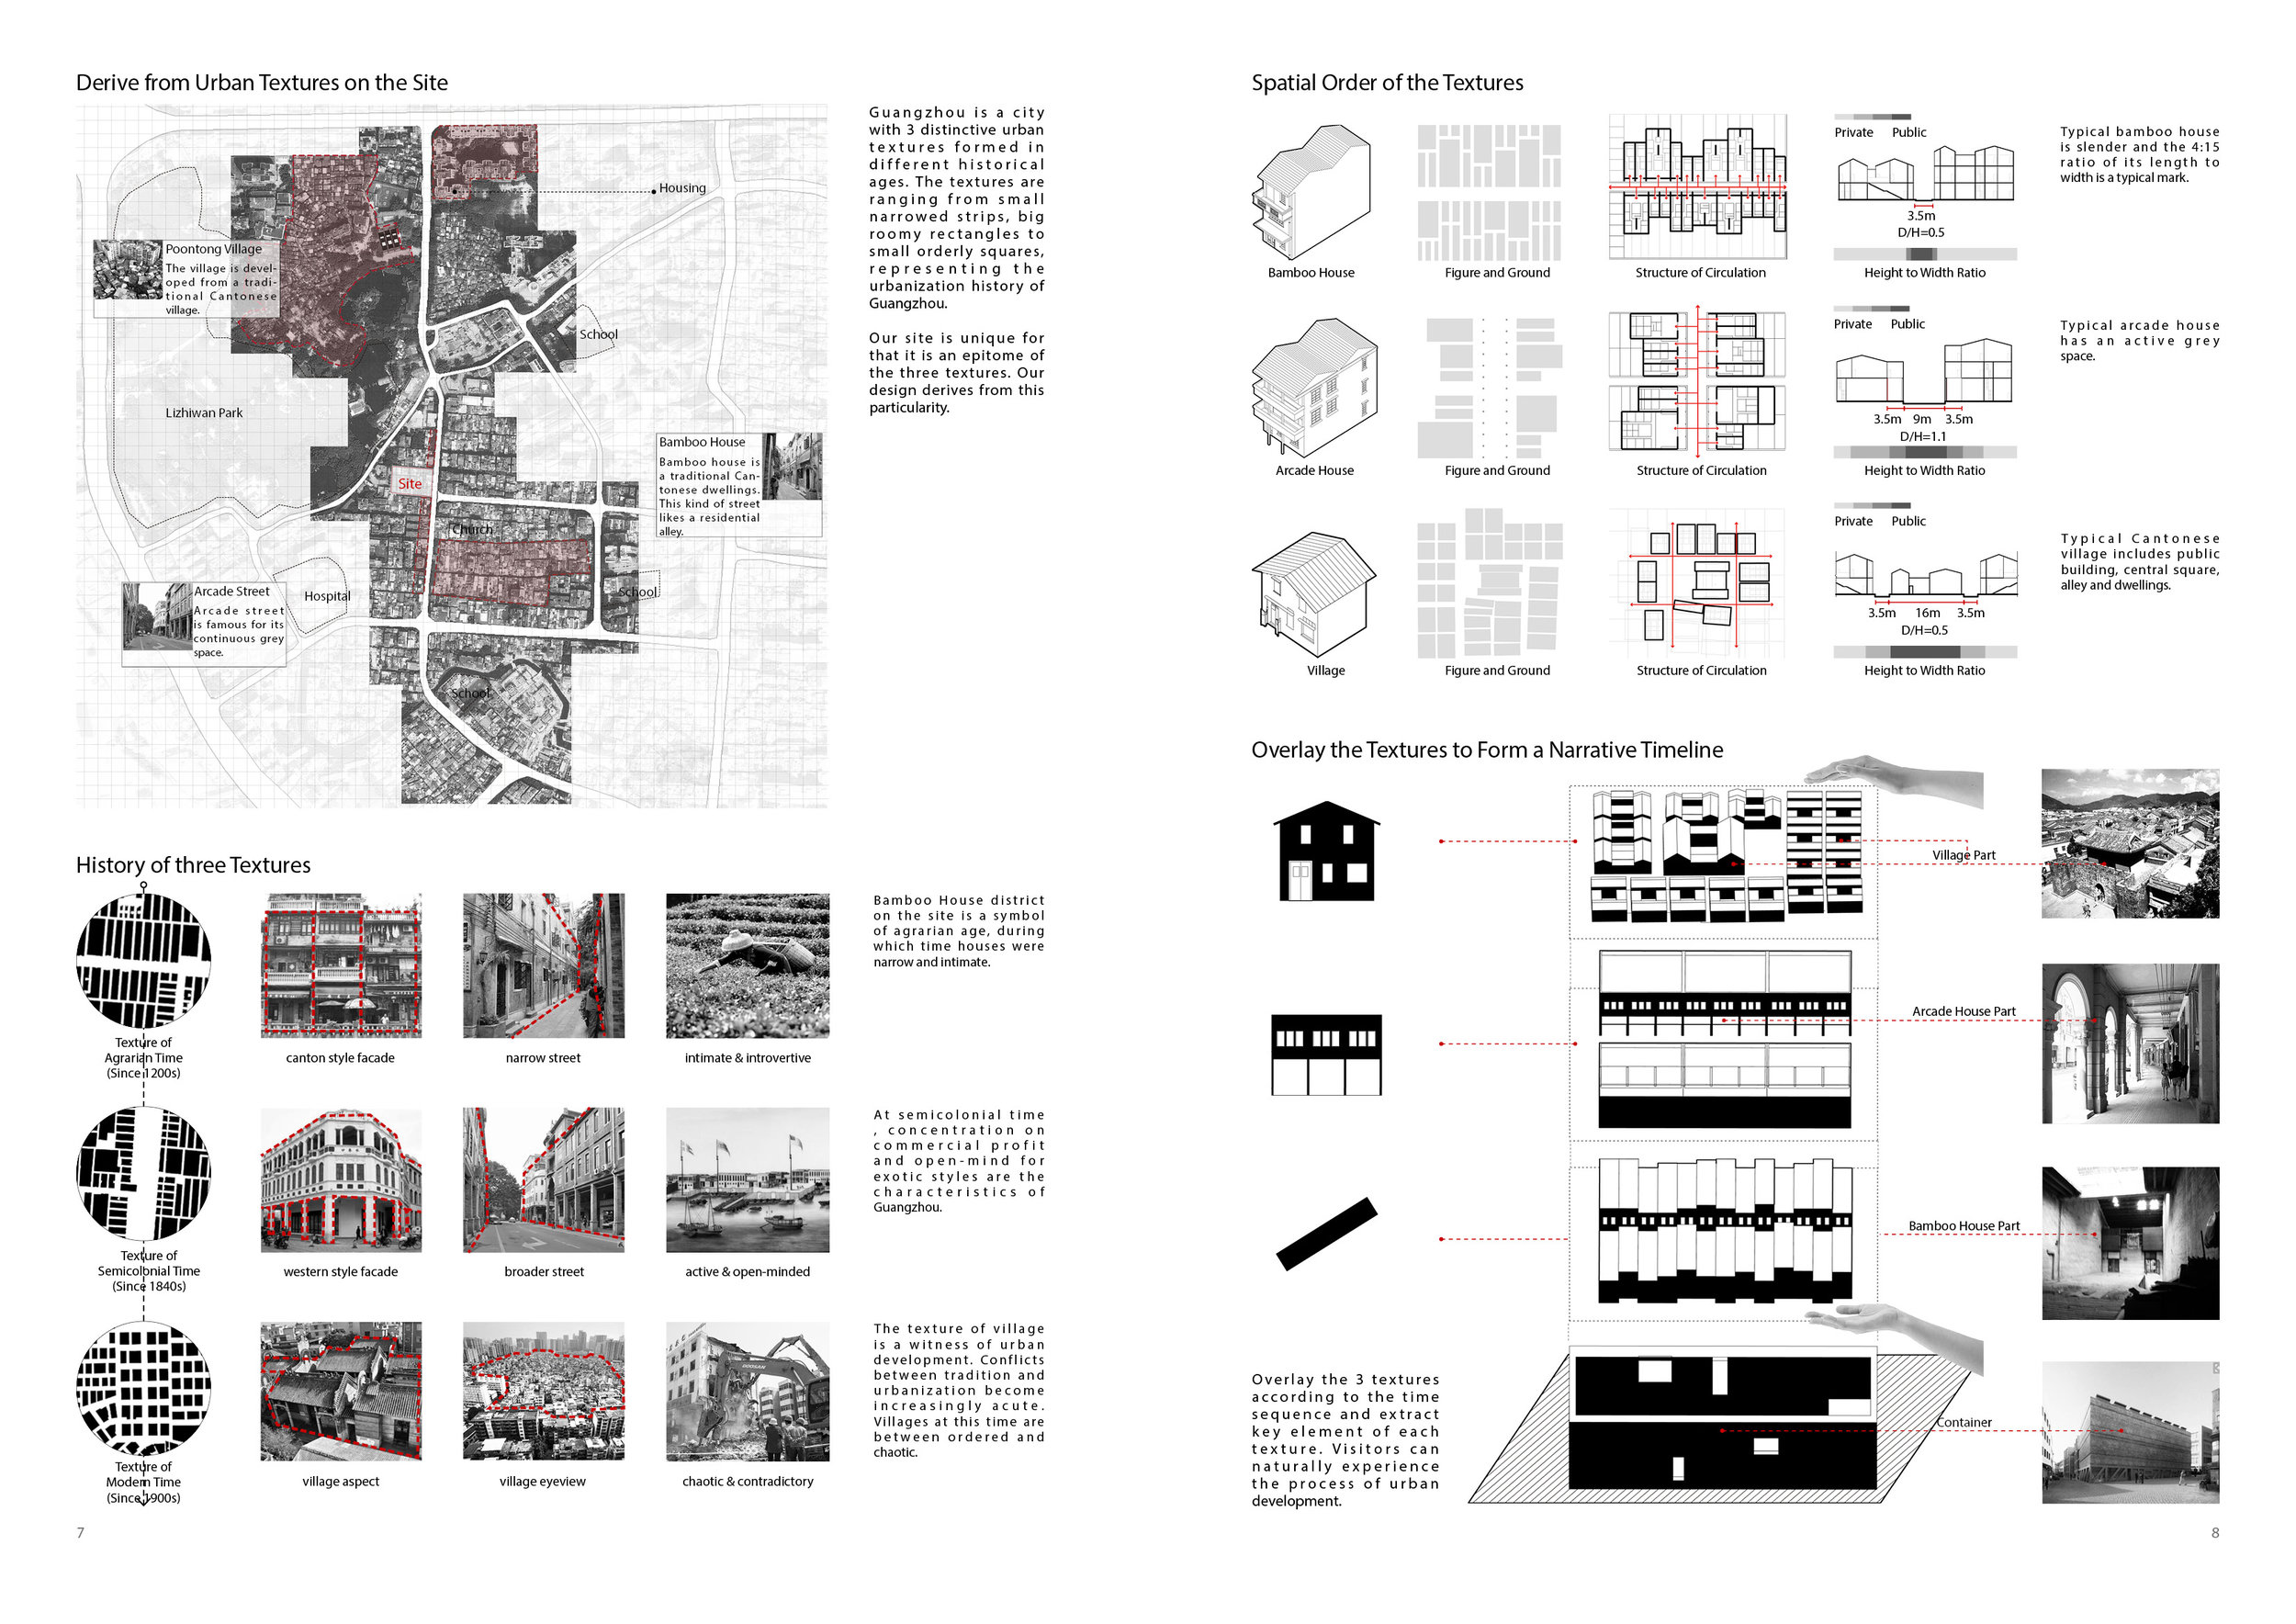 Derive from Urban Textures on the Site
Housing
Poontong Village
The village is devel-
oped from a tradi-
tional Cantonese
village.
School
Lizhiwan Park
Bamboo House
Bamboo house is
a traditional Can-
tonese dwellings.
This kind of street
likes a residential
alley.
Site
Church
Arcade Street
Arcade street
is famous for its
continuous grey
space.
Hospital
School
School
Guangzhou is a city
with 3 distinctive urban
textures formed in
different historical
ages. The textures are
ranging from small
narrowed strips, big
roomy rectangles to
small orderly squares,
representing the
urbanization history of
Guangzhou.
Our site is unique for
that it is an epitome of
the three textures. Our
design derives from this
particularity.
History of three Textures
Texture of
Agrarian Time
(Since 1200s)
canton style facade
narrow street
intimate & introvertive
Bamboo House district
on the site is a symbol
of agrarian age, during
which time houses were
narrow and intimate.
Texture of
Semicolonial Time
(Since 1840s)
western style facade
broader street
active & open-minded
At semicolonial time
, concentration on
commercial profit
and open-mind for
exotic styles are the
characteristics of
Guangzhou.
Texture of
Modern Time
(Since 1900s)
village aspect
village eyeview
chaotic & contradictory
The texture of village
is a witness of urban
development. Conflicts
between tradition and
urbanization become
increasingly acute.
Villages at this time are
between ordered and
chaotic.
7
Spatial Order of the Textures
Bamboo House
Figure and Ground
Structure of Circulation
Private Public
3.5m
D/H=0.5
Height to Width Ratio
Typical bamboo house
is slender and the 4:15
ratio of its length to
width is a typical mark.
Arcade House
Figure and Ground
Structure of Circulation
Private Public
3.5m 9m 3.5m
D/H=1.1
Height to Width Ratio
Typical arcade house
has an active grey
space.
Village
Figure and Ground
Structure of Circulation
Private Public
3.5m 16m 3.5m
D/H=0.5
Height to Width Ratio
Typical Cantonese
village includes public
building, central square,
alley and dwellings.
Overlay the Textures to Form a Narrative Timeline
Village Part
Arcade House Part
Bamboo House Part
Container
Overlay the 3 textures
according to the time
sequence and extract
key element of each
texture. Visitors can
naturally experience
the process of urban
development.
8